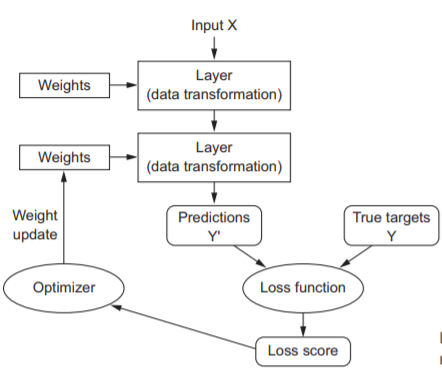 Input X
Layer
(data transformation)
Weights
Layer
(data transformation)
Weights
Weight
update
Predictions
Y'
True targets
Y
Optimizer
Loss function
Loss score